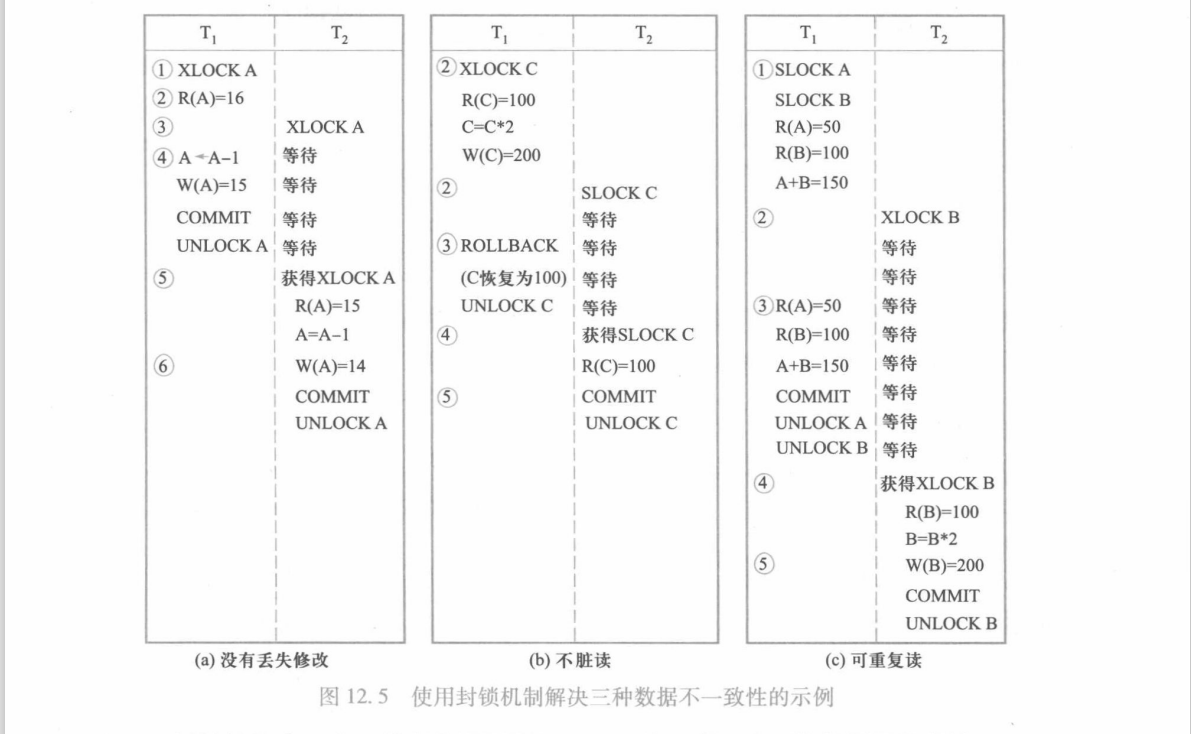 T1 T2
① XLOCK A
② R(A)=16
③ XLOCK A
④ A←A-1 等待
W(A)=15 等待
COMMIT 等待
UNLOCK A 等待
⑤ 获得XLOCK A
R(A)=15
A=A-1
⑥ W(A)=14
COMMIT
UNLOCK A
(a) 没有丢失修改
T1 T2
② XLOCK C
R(C)=100
C=C*2
W(C)=200
② SLOCK C
等待
③ ROLLBACK 等待
(C恢复为100) 等待
UNLOCK C 等待
④ 获得SLOCK C
R(C)=100
⑤ COMMIT
UNLOCK C
(b) 不脏读
T1 T2
① SLOCK A
SLOCK B
R(A)=50
R(B)=100
A+B=150
② XLOCK B
等待
等待
③ R(A)=50 等待
R(B)=100 等待
A+B=150 等待
COMMIT 等待
UNLOCK A 等待
UNLOCK B 等待
④ 获得XLOCK B
R(B)=100
B=B*2
⑤ W(B)=200
COMMIT
UNLOCK B
(c) 可重复读
图 12.5 使用封锁机制解决三种数据不一致性的示例